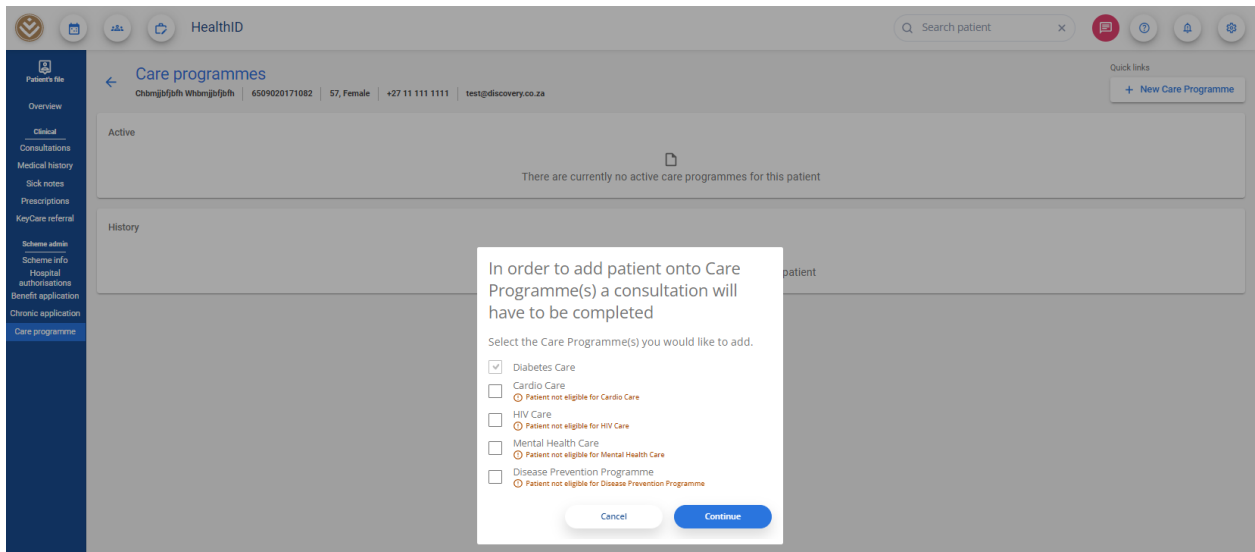 HealthID
Search patient
Patient's file
Overview
Clinical
Consultations
Medical history
Sick notes
Prescriptions
KeyCare referral
Scheme admin
Scheme info
Hospital
authorisations
Benefit application
Chronic application
Care programme
Care programmes
Chbmjjbfjbfh Whbmjjbfjbfh 6509020171082 57, Female +27 11 111 1111 test@discovery.co.za
Quick links
+ New Care Programme
Active
There are currently no active care programmes for this patient
History
patient
In order to add patient onto Care
Programme(s) a consultation will
have to be completed
Select the Care Programme(s) you would like to add.
Diabetes Care
Cardio Care
Patient not eligible for Cardio Care
HIV Care
Patient not eligible for HIV Care
Mental Health Care
Patient not eligible for Mental Health Care
Disease Prevention Programme
Patient not eligible for Disease Prevention Programme
Cancel
Continue